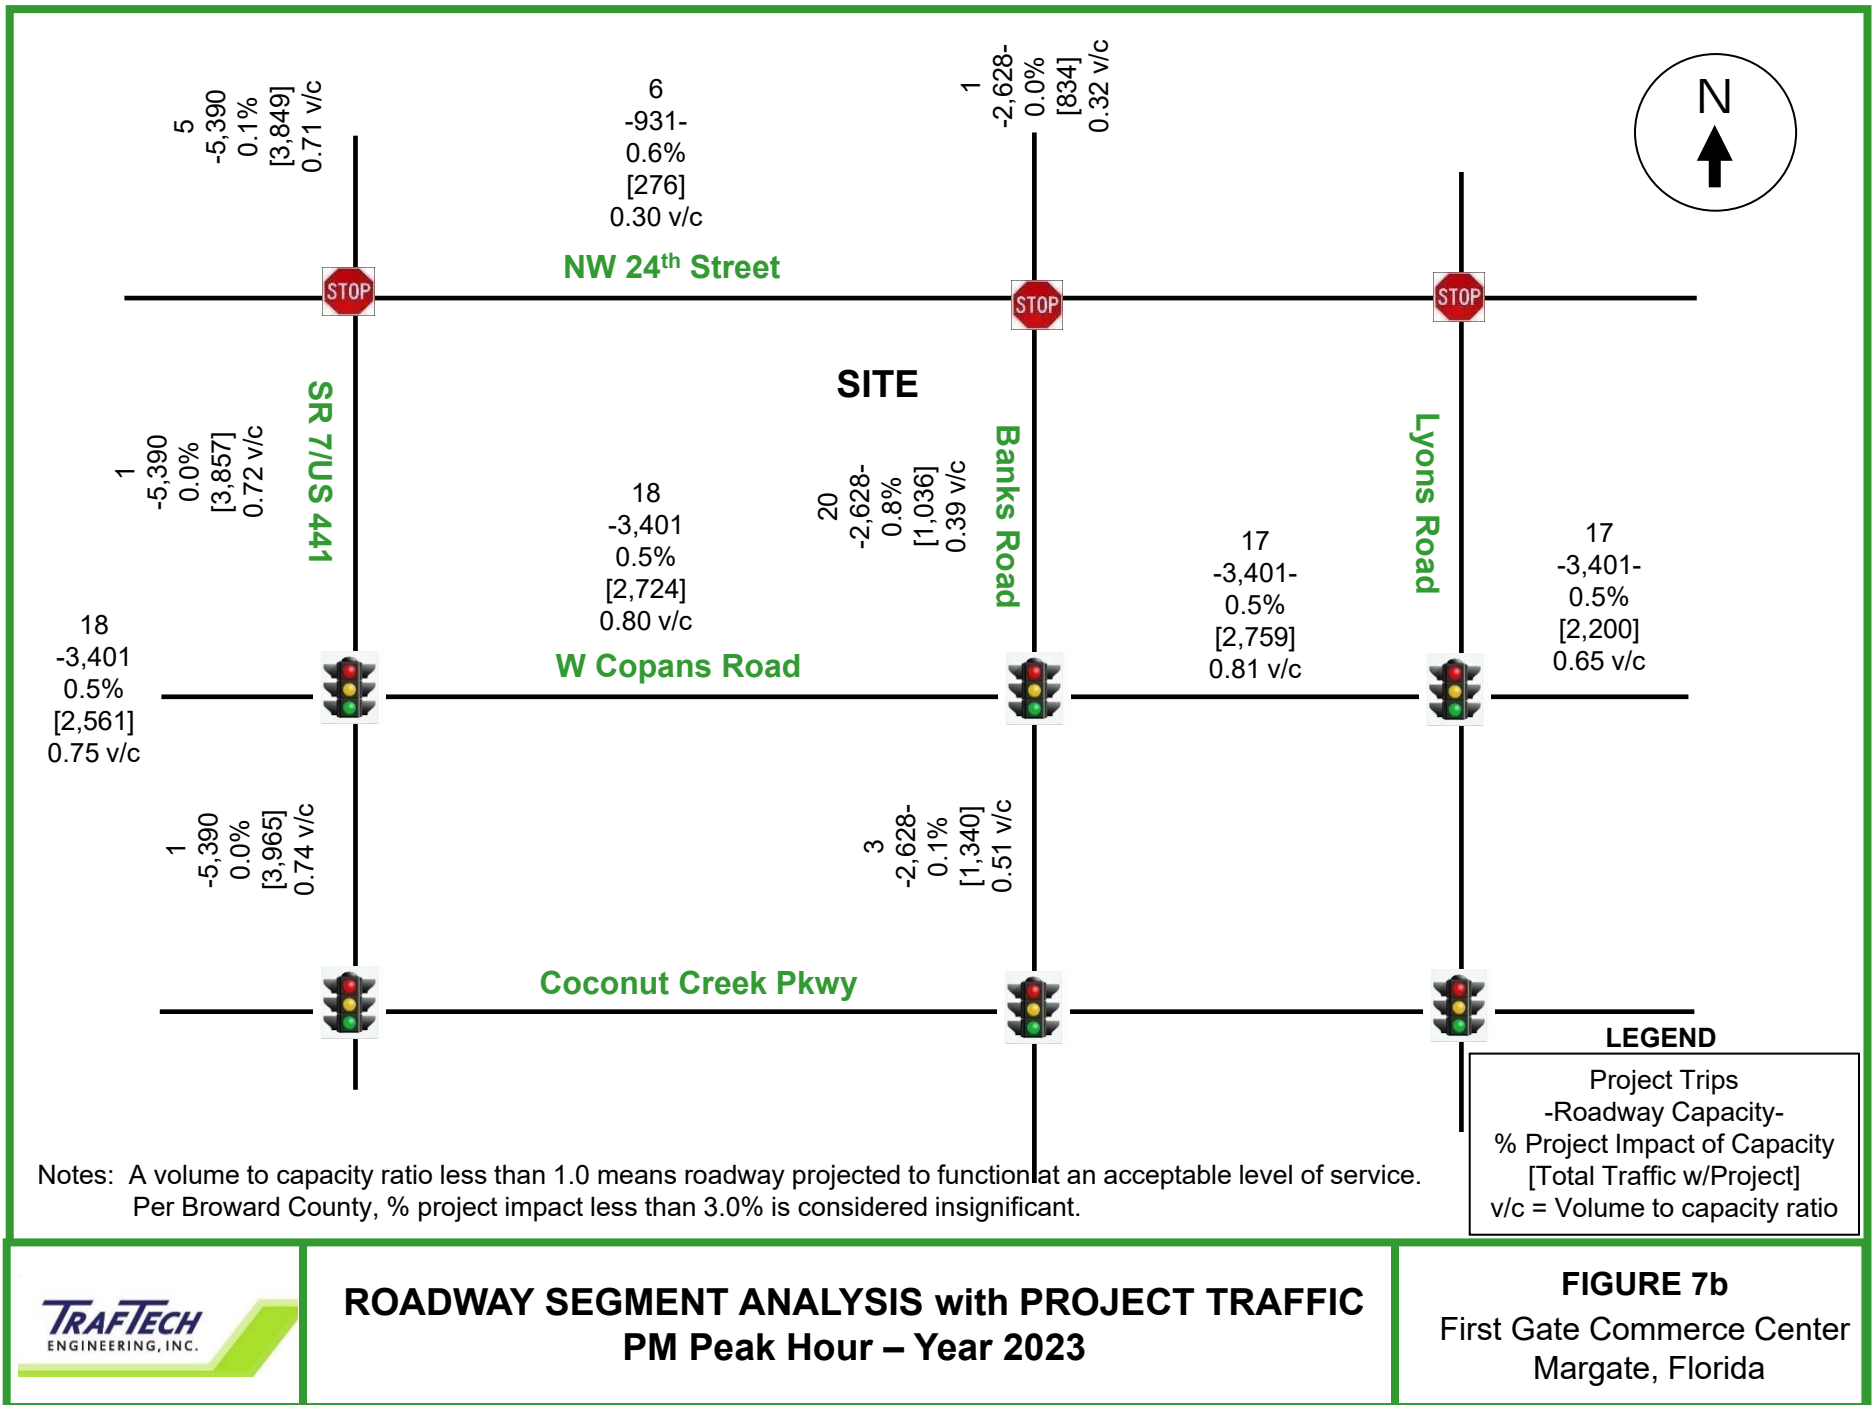 5
-5,390
0.1%
[3,849]
0.71 v/c
6
-931-
0.6%
[276]
0.30 v/c
1
-2,628-
0.0%
[834]
0.32 v/c
N
NW 24th Street
STOP
STOP
STOP
SITE
1
-5,390
0.0%
[3,857]
0.72 v/c
SR 7/US 441
18
-3,401
0.5%
[2,724]
0.80 v/c
20
-2,628-
0.8%
[1,036]
0.39 v/c
Banks Road
17
-3,401-
0.5%
[2,759]
0.81 v/c
Lyons Road
17
-3,401-
0.5%
[2,200]
0.65 v/c
18
-3,401
0.5%
[2,561]
0.75 v/c
W Copans Road
1
-5,390
0.0%
[3,965]
0.74 v/c
3
-2,628-
0.1%
[1,340]
0.51 v/c
Coconut Creek Pkwy
LEGEND
Project Trips
-Roadway Capacity-
% Project Impact of Capacity
[Total Traffic w/Project]
v/c = Volume to capacity ratio
Notes: A volume to capacity ratio less than 1.0 means roadway projected to function at an acceptable level of service.
Per Broward County, % project impact less than 3.0% is considered insignificant.
TRAFTECH
ENGINEERING, INC.
ROADWAY SEGMENT ANALYSIS with PROJECT TRAFFIC
PM Peak Hour – Year 2023
FIGURE 7b
First Gate Commerce Center
Margate, Florida